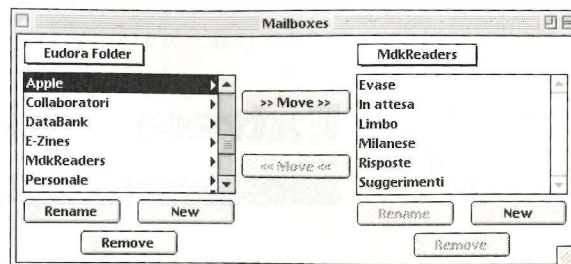 Mailboxes
Eudora Folder
Apple
Collaboratori
DataBank
E-Zines
MdkReaders
Personale
Rename
New
Remove
>> Move >>
<< Move <<
MdkReaders
Evase
In attesa
Limbo
Milanese
Risposte
Suggerimenti
Rename
New
Remove